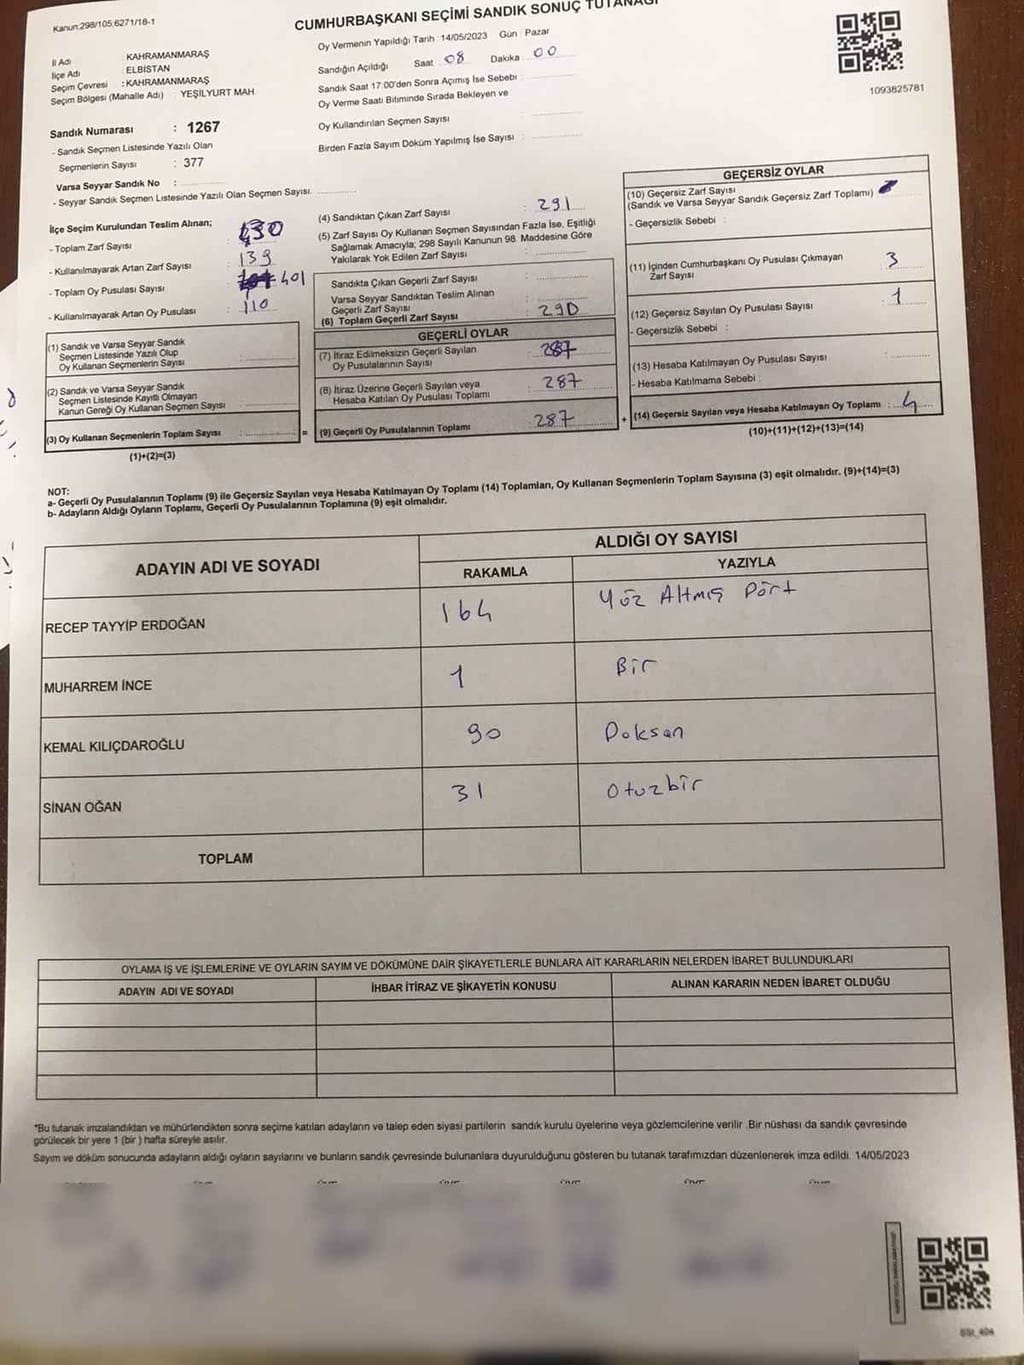 Kanun:298/105;6271/18-1
CUMHURBAŞKANI SEÇİMİ SANDIK SONUÇ TUTANAĞI
İl Adı : KAHRAMANMARAŞ
İlçe Adı : ELBİSTAN
Seçim Çevresi : KAHRAMANMARAŞ
Seçim Bölgesi (Mahalle Adı) : YEŞİLYURT MAH.
Oy Vermenin Yapıldığı Tarih : 14/05/2023 Gün : Pazar
Sandığın Açıldığı Saat 08 Dakika 00
Sandık Saat 17:00'den Sonra Açımış İse Sebebi
Oy Verme Saati Bitiminde Sırada Bekleyen ve
Oy Kullandırılan Seçmen Sayısı :
Birden Fazla Sayım Döküm Yapılmış İse Sayısı :
1093825781
Sandık Numarası : 1267
- Sandık Seçmen Listesinde Yazılı Olan
Seçmenlerin Sayısı : 377
Varsa Seyyar Sandık No :
- Seyyar Sandık Seçmen Listesinde Yazılı Olan Seçmen Sayısı.
İlçe Seçim Kurulundan Teslim Alınan;
- Toplam Zarf Sayısı : 430
- Kullanılmayarak Artan Zarf Sayısı : 139
- Toplam Oy Pusulası Sayısı : 401
- Kullanılmayarak Artan Oy Pusulası : 110
(1) Sandık ve Varsa Seyyar Sandık
Seçmen Listesinde Yazılı Olup
Oy Kullanan Seçmenlerin Sayısı :
(2) Sandık ve Varsa Seyyar Sandık
Seçmen Listesinde Kayıtlı Olmayan
Kanun Gereği Oy Kullanan Seçmen Sayısı :
(3) Oy Kullanan Seçmenlerin Toplam Sayısı : =
(1)+(2)=(3)
(4) Sandıktan Çıkan Zarf Sayısı : 291
(5) Zarf Sayısı Oy Kullanan Seçmen Sayısından Fazla İse, Eşitliği
Sağlamak Amacıyla; 298 Sayılı Kanunun 98. Maddesine Göre
Yakılarak Yok Edilen Zarf Sayısı :
Sandıkta Çıkan Geçerli Zarf Sayısı :
Varsa Seyyar Sandıktan Teslim Alınan
Geçerli Zarf Sayısı :
(6) Toplam Geçerli Zarf Sayısı : 290
GEÇERLİ OYLAR
(7) İtiraz Edilmeksizin Geçerli Sayılan
Oy Pusulasının Sayısı : 287
(8) İtiraz Üzerine Geçerli Sayılan veya
Hesaba Katılan Oy Pusulası Toplamı : 287
(9) Geçerli Oy Pusulalarının Toplamı : 287 +
GEÇERSİZ OYLAR
(10) Geçersiz Zarf Sayısı
(Sandık ve Varsa Seyyar Sandık Geçersiz Zarf Toplamı)
- Geçersizlik Sebebi :
(11) İçinden Cumhurbaşkanı Oy Pusulası Çıkmayan
Zarf Sayısı : 3
(12) Geçersiz Sayılan Oy Pusulası Sayısı : 1
- Geçersizlik Sebebi :
(13) Hesaba Katılmayan Oy Pusulası Sayısı :
- Hesaba Katılmama Sebebi :
(14) Geçersiz Sayılan veya Hesaba Katılmayan Oy Toplamı : 4
(10)+(11)+(12)+(13)=(14)
NOT:
a- Geçerli Oy Pusulalarının Toplamı (9) ile Geçersiz Sayılan veya Hesaba Katılmayan Oy Toplamı (14) Toplamları, Oy Kullanan Seçmenlerin Toplam Sayısına (3) eşit olmalıdır. (9)+(14)=(3)
b- Adayların Aldığı Oyların Toplamı, Geçerli Oy Pusulalarının Toplamına (9) eşit olmalıdır.
ADAYIN ADI VE SOYADI
ALDIĞI OY SAYISI
RAKAMLA YAZIYLA
RECEP TAYYİP ERDOĞAN 164 Yüz Altmış Dört
MUHARREM İNCE 1 Bir
KEMAL KILIÇDAROĞLU 90 Doksan
SİNAN OĞAN 31 Otuzbir
TOPLAM
OYLAMA İŞ VE İŞLEMLERİNE VE OYLARIN SAYIM VE DÖKÜMÜNE DAİR ŞİKAYETLERLE BUNLARA AİT KARARLARIN NELERDEN İBARET BULUNDUKLARI
ADAYIN ADI VE SOYADI İHBAR İTİRAZ VE ŞİKAYETİN KONUSU ALINAN KARARIN NEDEN İBARET OLDUĞU
*Bu tutanak imzalandıktan ve mühürlendikten sonra seçime katılan adayların ve talep eden siyasi partilerin sandık kurulu üyelerine veya gözlemcilerine verilir .Bir nüshası da sandık çevresinde
görülecek bir yere 1 (bir ) hafta süreyle asılır.
Sayım ve döküm sonucunda adayların aldığı oyların sayılarını ve bunların sandık çevresinde bulunanlara duyurulduğunu gösteren bu tutanak tarafımızdan düzenlenerek imza edildi. 14/05/2023